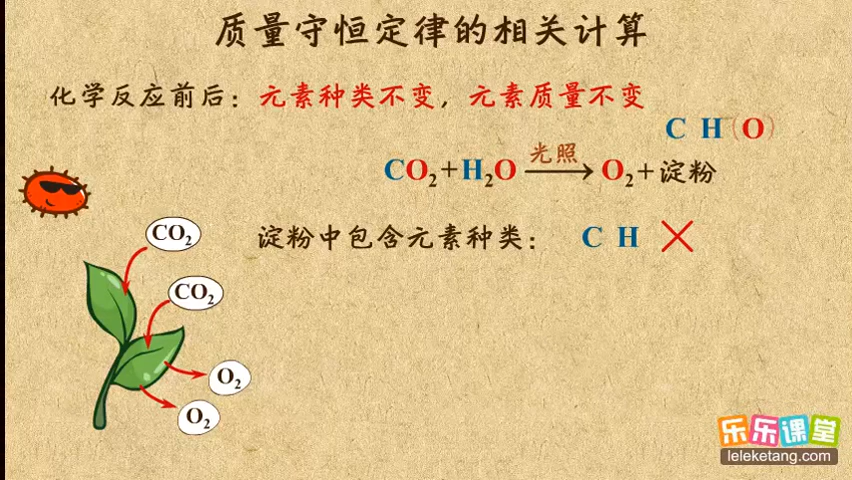 质量守恒定律的相关计算
化学反应前后：元素种类不变，元素质量不变
C H (O)
CO₂+H₂O 光照→ O₂+淀粉
淀粉中包含元素种类： C H ×
CO₂
CO₂
O₂
O₂
乐乐课堂
leleketang.com